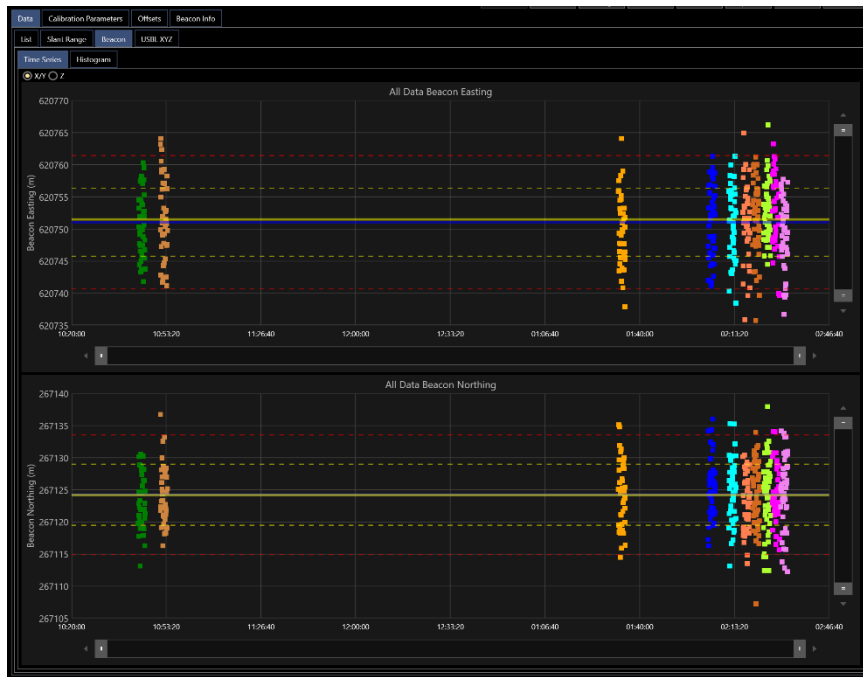 Data Calibration Parameters Offsets Beacon Info
List Slant Range Beacon USBL XYZ
Time Series Histogram
X/Y Z
All Data Beacon Easting
Beacon Easting (m)
620770
620765
620760
620755
620750
620745
620740
620735
10:20:00 10:53:20 11:26:40 12:00:00 12:33:20 01:06:40 01:40:00 02:13:20 02:46:40
All Data Beacon Northing
Beacon Northing (m)
267140
267135
267130
267125
267120
267115
267110
267105
10:20:00 10:53:20 11:26:40 12:00:00 12:33:20 01:06:40 01:40:00 02:13:20 02:46:40